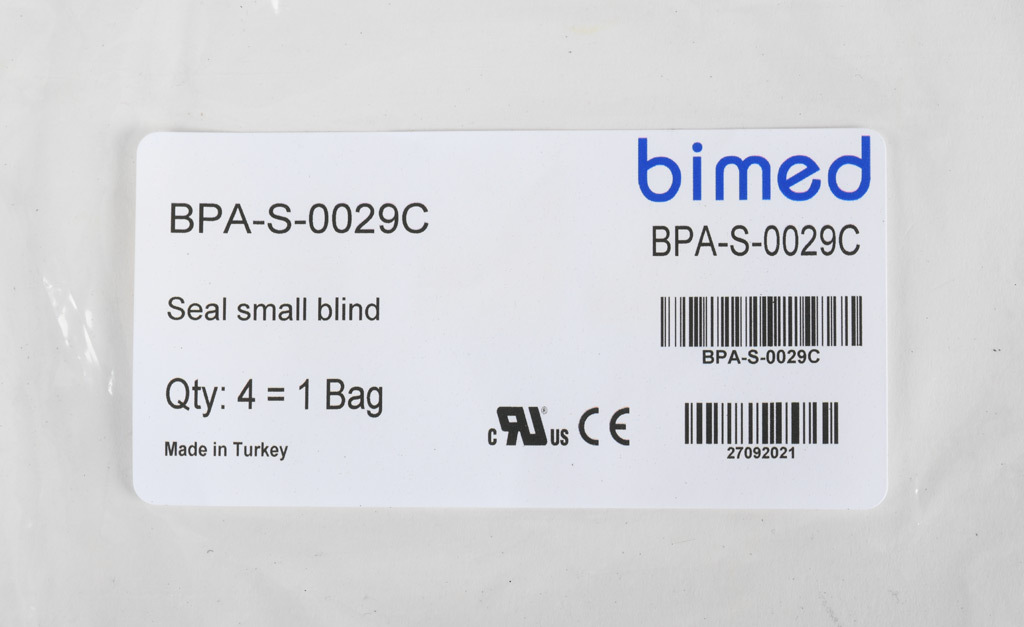 bimed
BPA-S-0029C
BPA-S-0029C
Seal small blind
BPA-S-0029C
Qty: 4 = 1 Bag
c RU® US CE
Made in Turkey
27092021